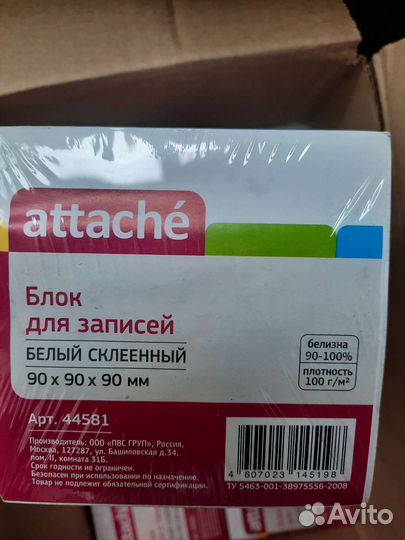 attaché
Блок
для записей
БЕЛЫЙ СКЛЕЕННЫЙ
90 x 90 x 90 мм
белизна
90-100%
плотность
100 г/м²
Арт. 44581
Производитель: ООО «ПВС ГРУП», Россия,
Москва, 127287, ул. Башиловская д.34,
пом. II, комната 31Б.
Срок годности не ограничен.
Безопасен при использовании по назначению.
Товар не подлежит обязательной сертификации.
4 607023 145198
ТУ 5463-001-38975556-2008
Avito